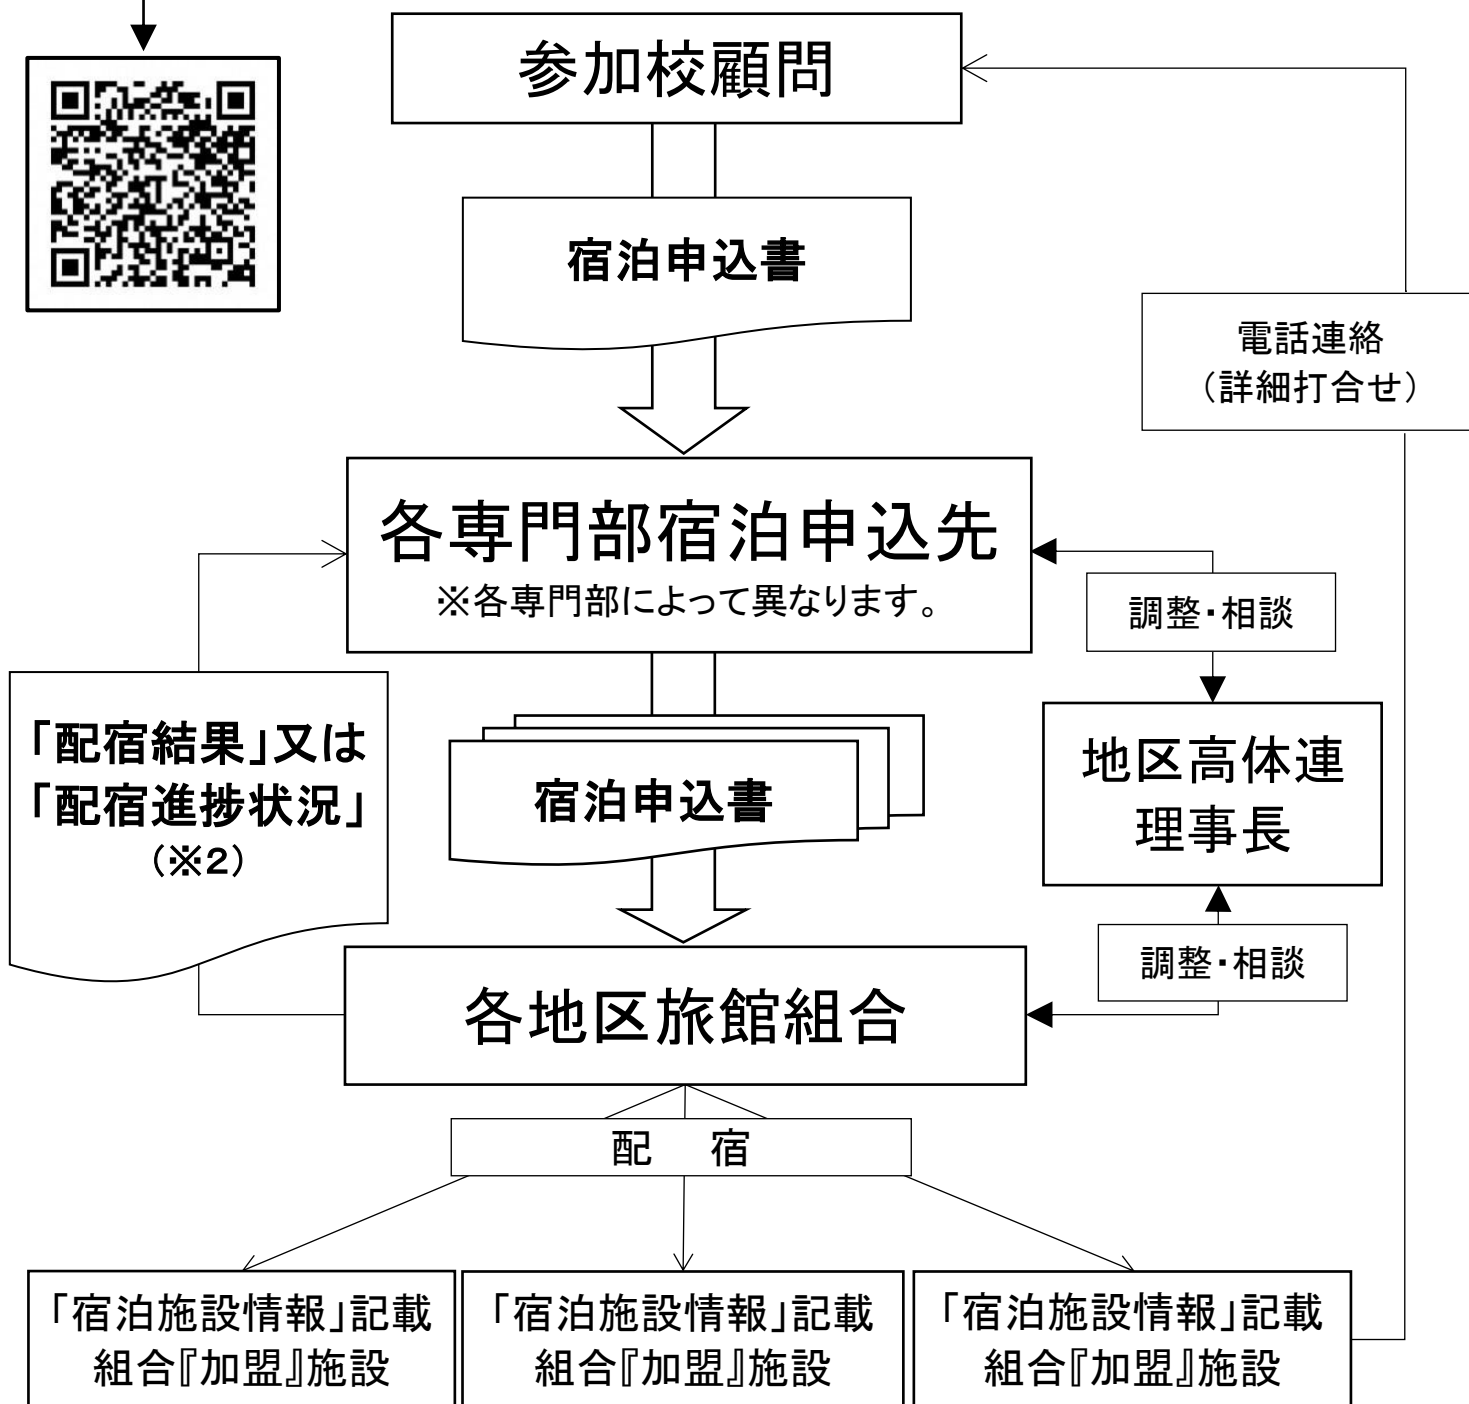 参加校顧問
宿泊申込書
電話連絡
（詳細打合せ）
各専門部宿泊申込先
※各専門部によって異なります。
調整・相談
「配宿結果」又は
「配宿進捗状況」
（※2）
宿泊申込書
地区高体連
理事長
調整・相談
各地区旅館組合
配　宿
「宿泊施設情報」記載
組合『加盟』施設
「宿泊施設情報」記載
組合『加盟』施設
「宿泊施設情報」記載
組合『加盟』施設